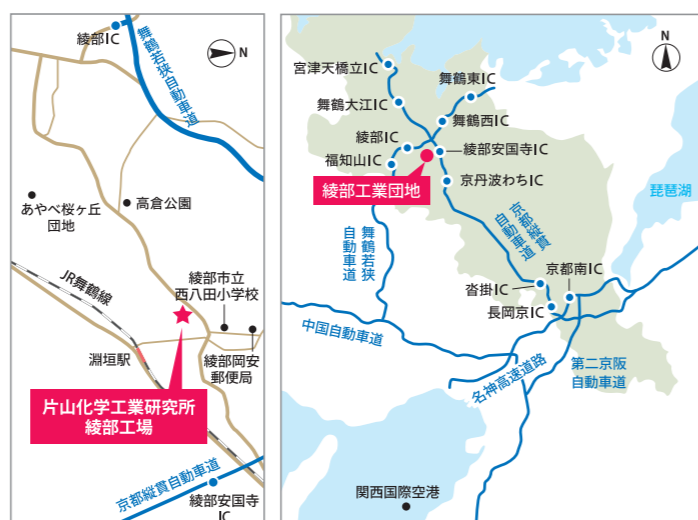 綾部IC
舞鶴若狭自動車道
N
あやべ桜ヶ丘
団地
高倉公園
JR舞鶴線
綾部市立
西八田小学校
淵垣駅
綾部岡安
郵便局
片山化学工業研究所
綾部工場
京都縦貫自動車道
綾部安国寺
IC
N
宮津天橋立IC
舞鶴東IC
舞鶴大江IC
舞鶴西IC
綾部IC
綾部安国寺IC
福知山IC
京丹波わちIC
綾部工業団地
琵琶湖
舞鶴若狭
自動車道
京都縦貫
自動車道
京都南IC
沓掛IC
長岡京IC
中国自動車道
名神高速道路
第二京阪
自動車道
関西国際空港